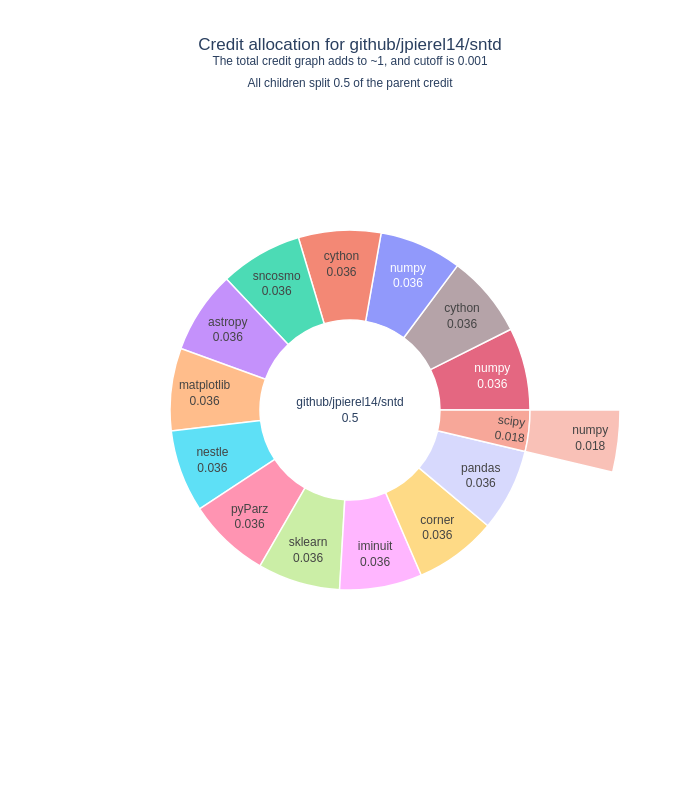 Credit allocation for github/jpierel14/sntd
The total credit graph adds to ~1, and cutoff is 0.001
All children split 0.5 of the parent credit
cython
0.036
numpy
0.036
sncosmo
0.036
cython
0.036
astropy
0.036
numpy
0.036
matplotlib
0.036
github/jpierel14/sntd
0.5
scipy
0.018
numpy
0.018
nestle
0.036
pandas
0.036
pyParz
0.036
corner
0.036
sklearn
0.036
iminuit
0.036